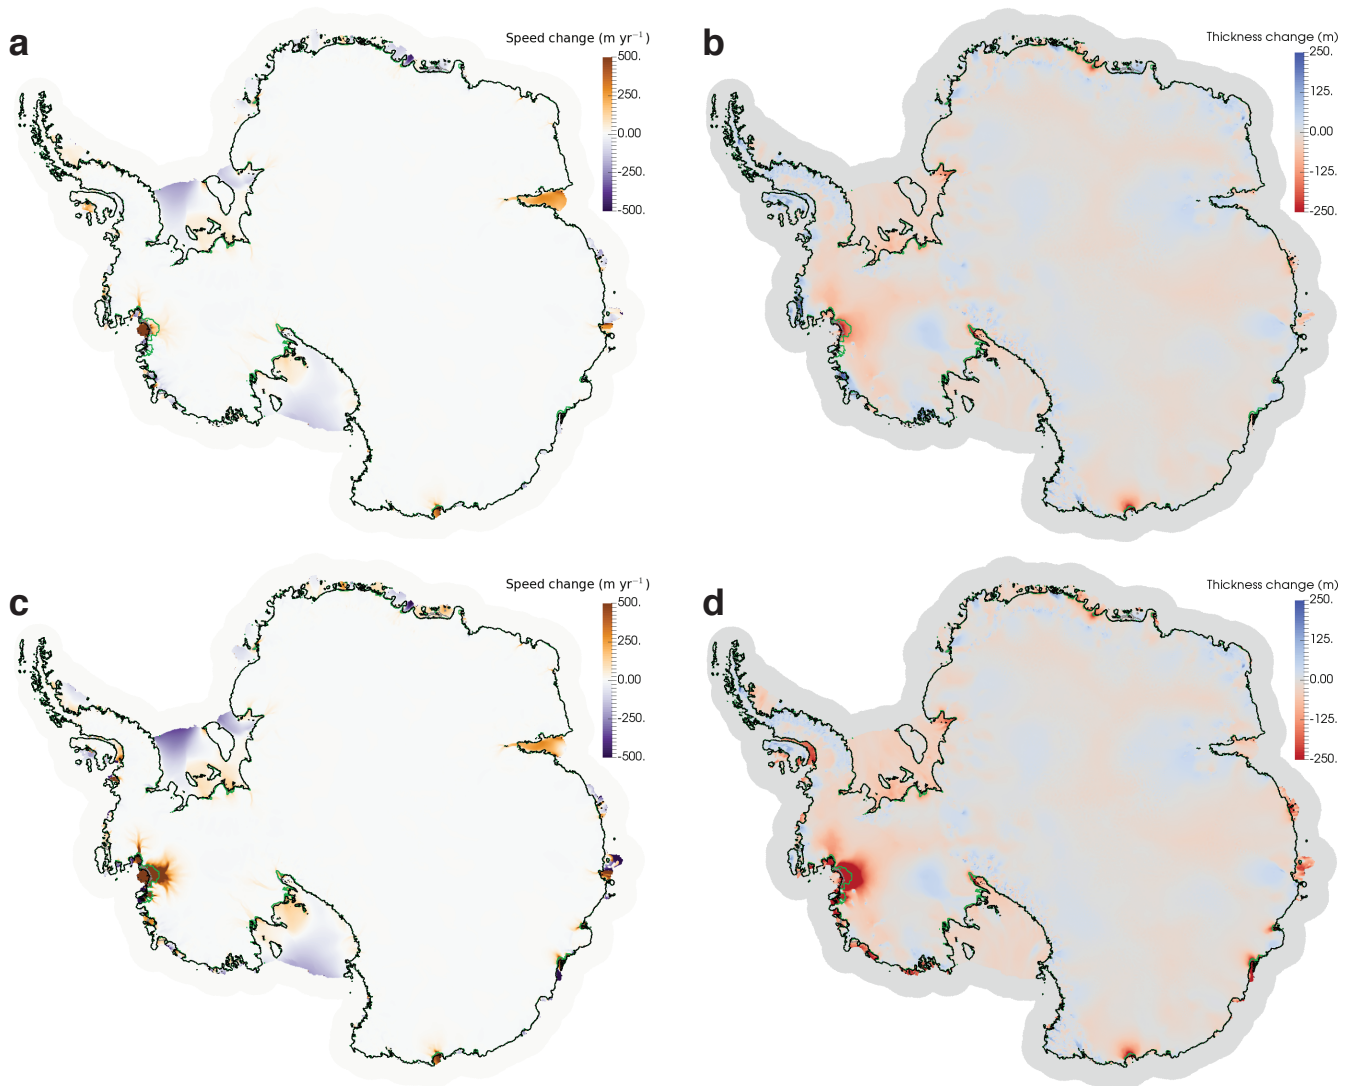 a
Speed change (m yr⁻¹)
500.
250.
0.00
-250.
-500.
b
Thickness change (m)
250.
125.
0.00
-125.
-250.
c
Speed change (m yr⁻¹)
500.
250.
0.00
-250.
-500.
d
Thickness change (m)
250.
125.
0.00
-125.
-250.